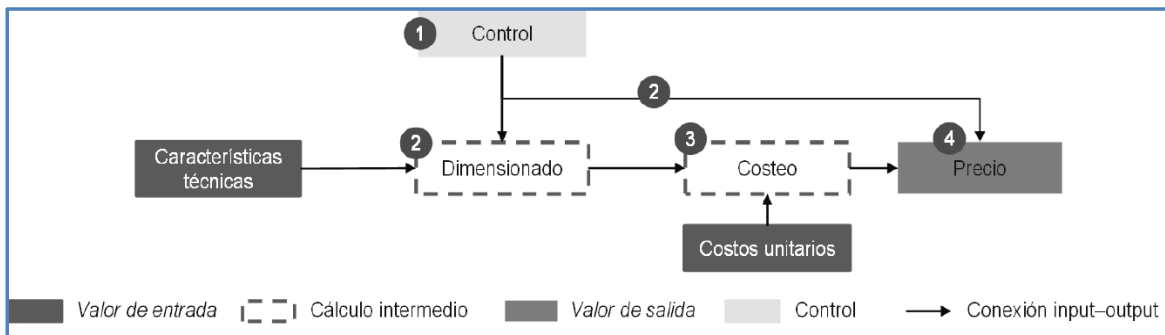 1
Control
2
Características
técnicas
2
Dimensionado
3
Costeo
4
Precio
Costos unitarios
Valor de entrada
Cálculo intermedio
Valor de salida
Control
Conexión input–output